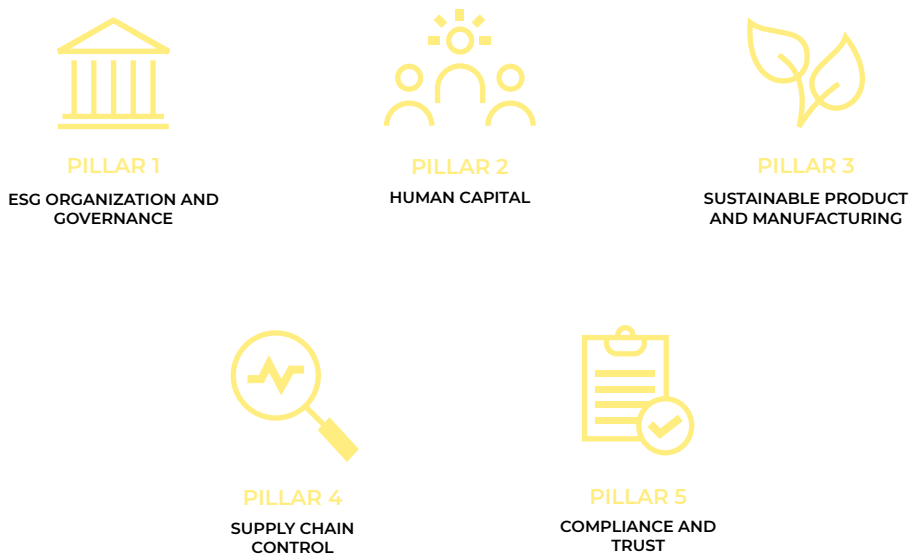 PILLAR 1
ESG ORGANIZATION AND
GOVERNANCE
PILLAR 2
HUMAN CAPITAL
PILLAR 3
SUSTAINABLE PRODUCT
AND MANUFACTURING
PILLAR 4
SUPPLY CHAIN
CONTROL
PILLAR 5
COMPLIANCE AND
TRUST